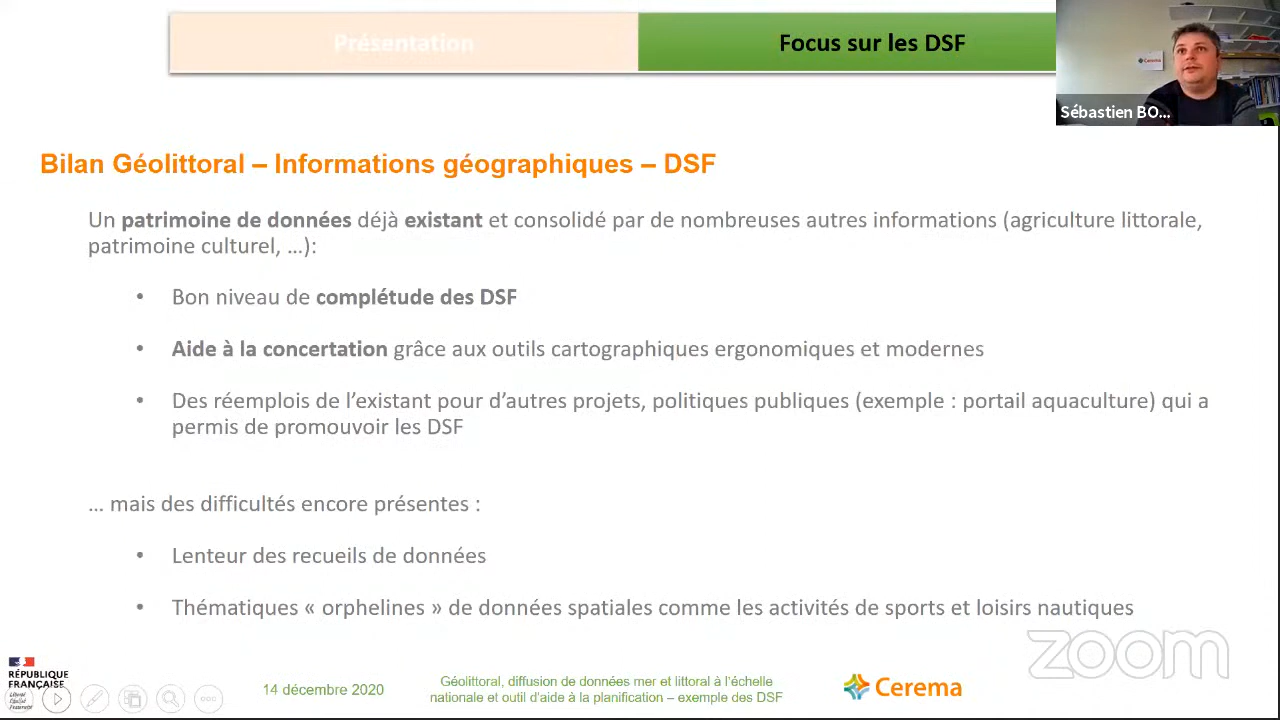 Présentation
Focus sur les DSF
Cerema
Sébastien BO...
Bilan Géolittoral – Informations géographiques – DSF
Un patrimoine de données déjà existant et consolidé par de nombreuses autres informations (agriculture littorale,
patrimoine culturel, …):
• Bon niveau de complétude des DSF
• Aide à la concertation grâce aux outils cartographiques ergonomiques et modernes
• Des réemplois de l’existant pour d’autres projets, politiques publiques (exemple : portail aquaculture) qui a
permis de promouvoir les DSF
… mais des difficultés encore présentes :
• Lenteur des recueils de données
• Thématiques « orphelines » de données spatiales comme les activités de sports et loisirs nautiques
zoom
RÉPUBLIQUE
FRANÇAISE
Liberté
Égalité
Fraternité
14 décembre 2020
Géolittoral, diffusion de données mer et littoral à l’échelle
nationale et outil d’aide à la planification – exemple des DSF
Cerema